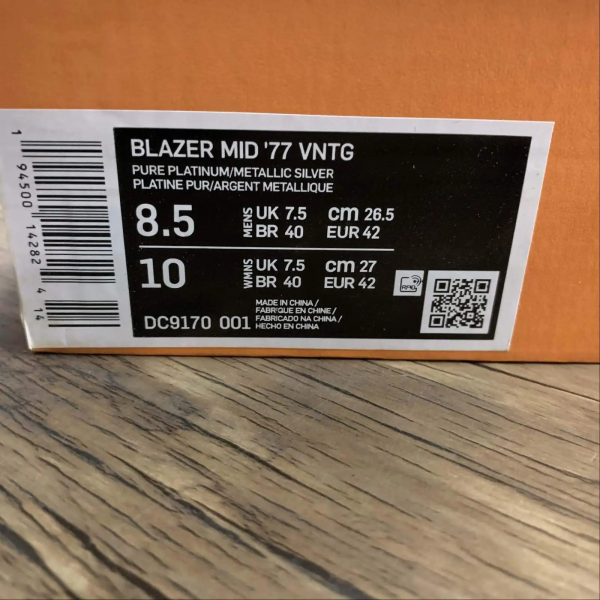 BLAZER MID '77 VNTG
PURE PLATINUM/METALLIC SILVER
PLATINE PUR/ARGENT METALLIQUE
8.5 MENS UK 7.5 cm 26.5
BR 40 EUR 42
10 WMNS UK 7.5 cm 27
BR 40 EUR 42
DC9170 001
MADE IN CHINA /
FABRIQUE EN CHINE /
FABRICADO NA CHINA /
HECHO EN CHINA
RFID
1 94500 14282 4 14